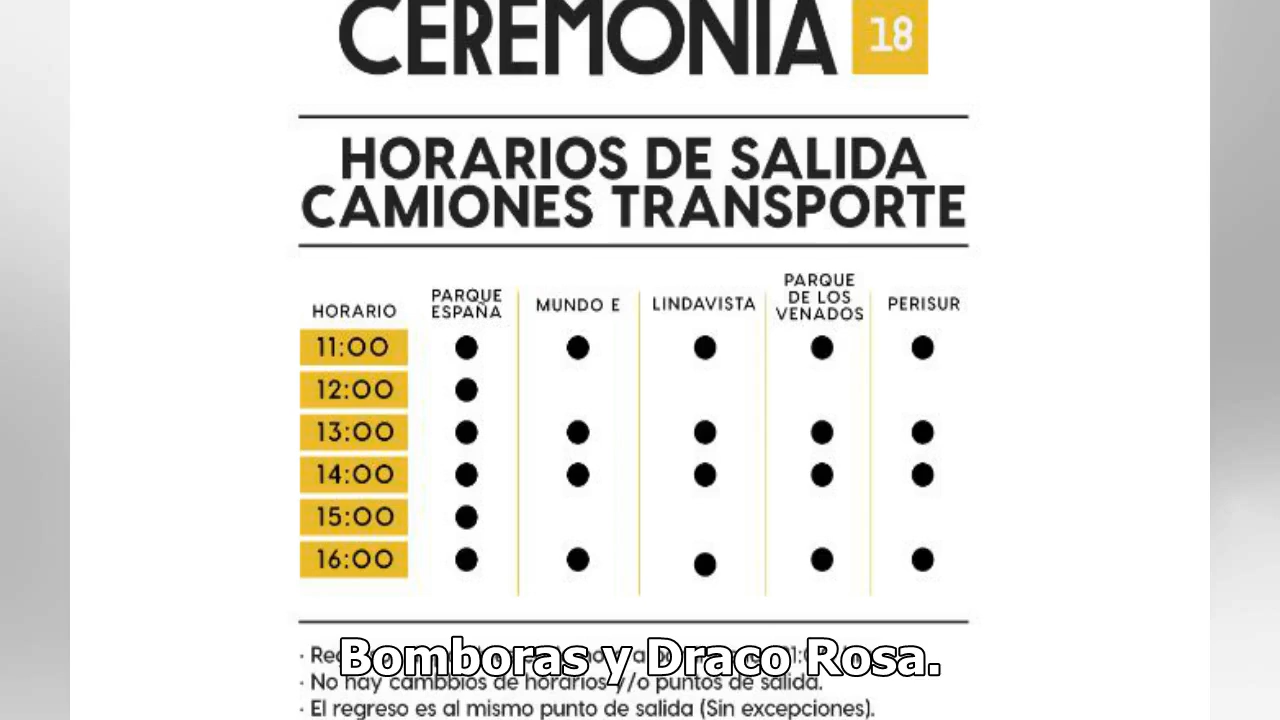 CEREMONIA 18
HORARIOS DE SALIDA
CAMIONES TRANSPORTE
HORARIO PARQUE ESPAÑA MUNDO E LINDAVISTA PARQUE DE LOS VENADOS PERISUR
11:00
12:00
13:00
14:00
15:00
16:00
Bomboras y Draco Rosa.
· No hay cambbios de horarios y/o puntos de salida.
· El regreso es al mismo punto de salida (Sin excepciones).